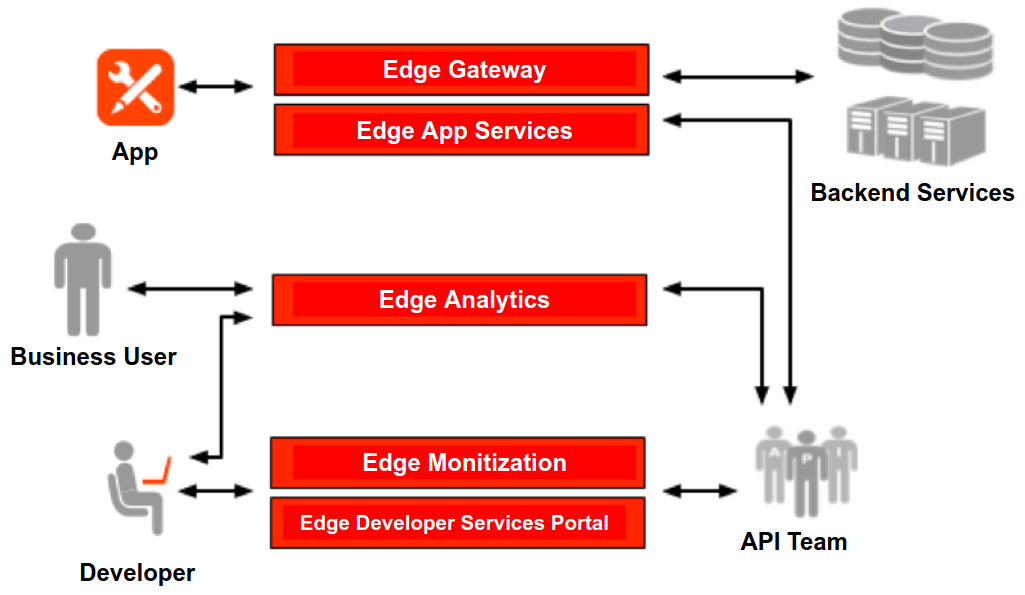 Edge Gateway
App
Edge App Services
Backend Services
Edge Analytics
Business User
Edge Monitization
Edge Developer Services Portal
A P I
API Team
Developer